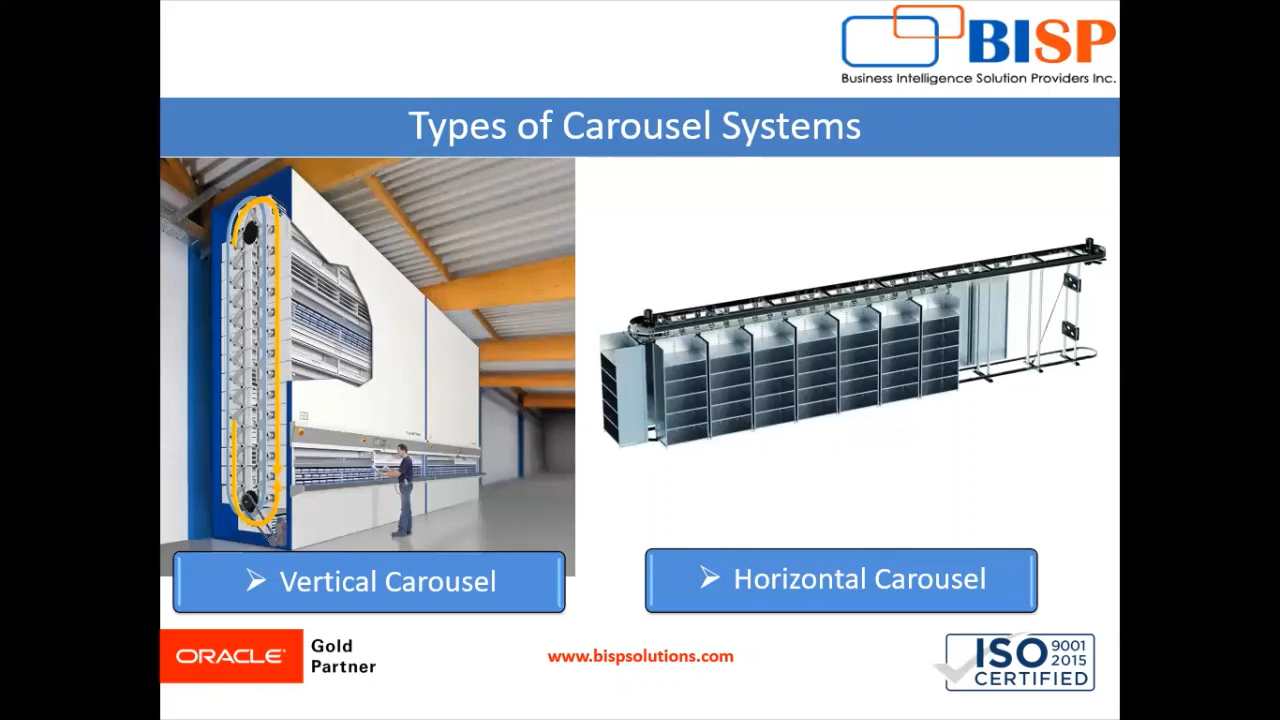 BISP
Business Intelligence Solution Providers Inc.
Types of Carousel Systems
➢ Vertical Carousel
➢ Horizontal Carousel
ORACLE®
Gold
Partner
www.bispsolutions.com
ISO 9001
2015
CERTIFIED